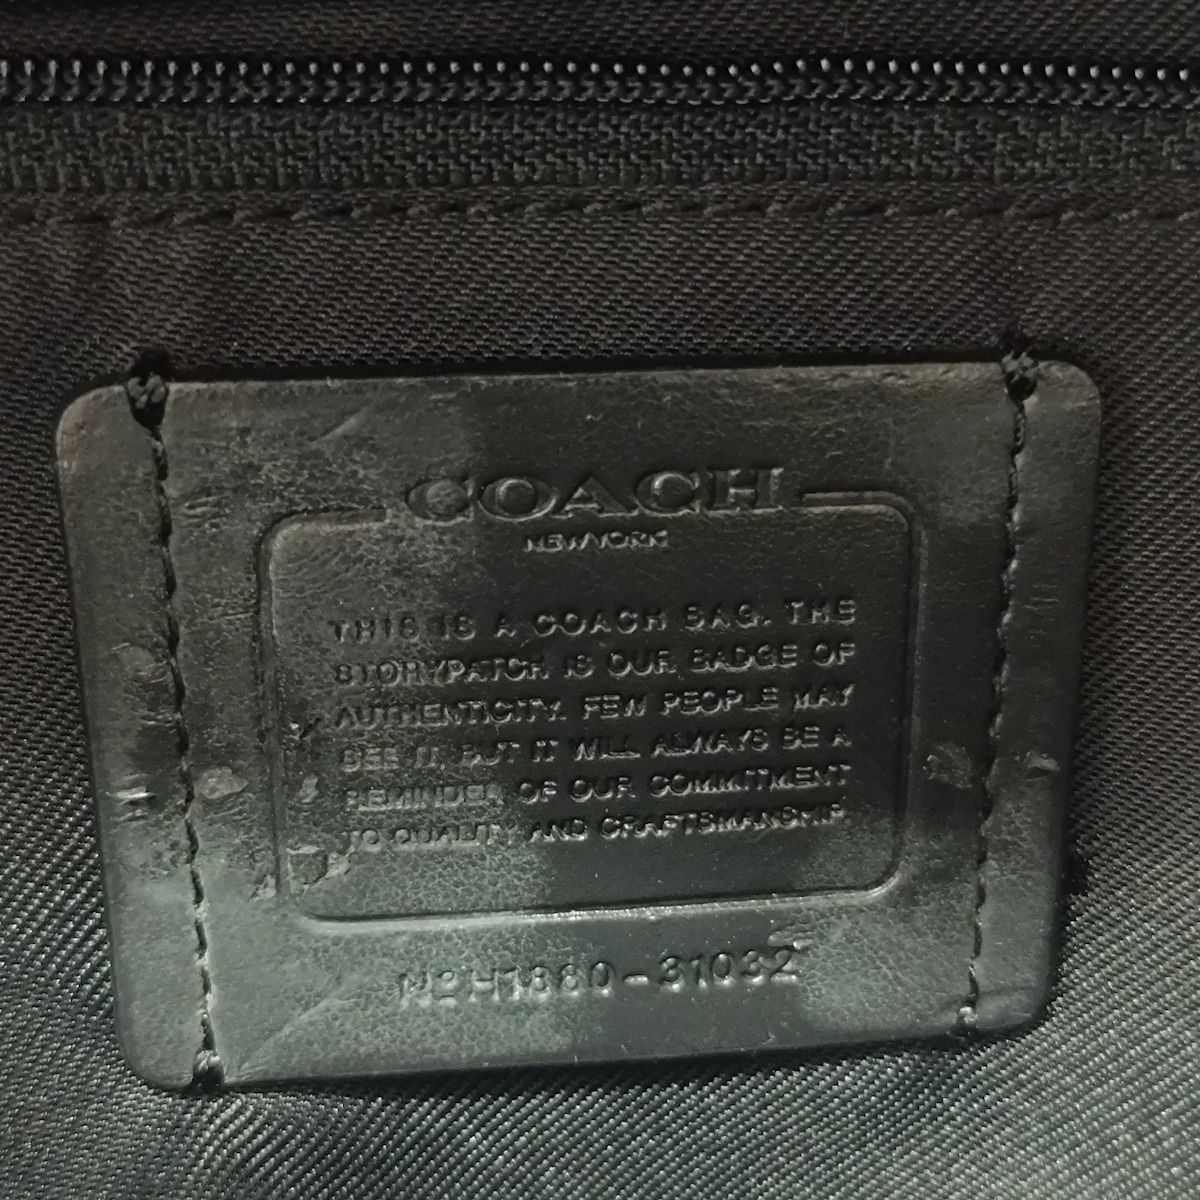 COACH
NEW YORK
THIS IS A COACH BAG. THE
STORYPATCH IS OUR BADGE OF
AUTHENTICITY. FEW PEOPLE MAY
SEE IT, BUT IT WILL ALWAYS BE A
REMINDER OF OUR COMMITMENT
TO QUALITY AND CRAFTSMANSHIP.